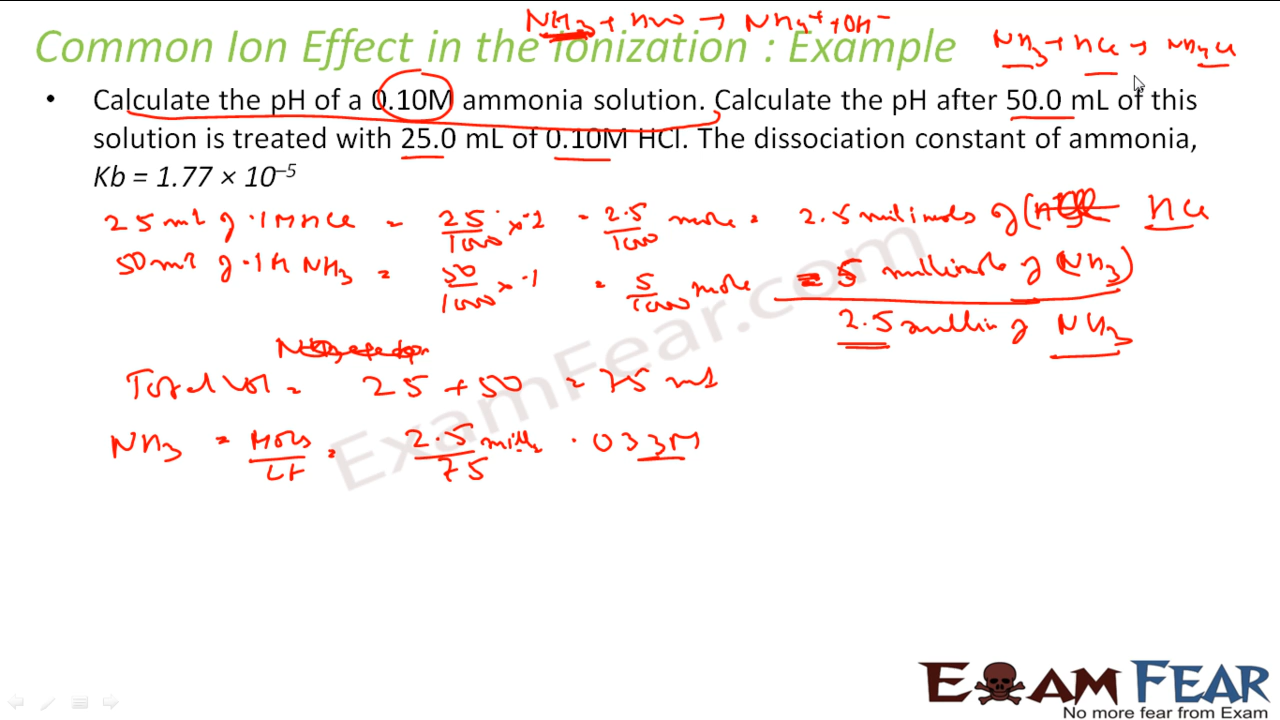 NH3 + H2O → NH4+ + OH-
Common Ion Effect in the Ionization : Example
NH3 + HCl → NH4Cl
• Calculate the pH of a 0.10M ammonia solution. Calculate the pH after 50.0 mL of this
solution is treated with 25.0 mL of 0.10M HCl. The dissociation constant of ammonia,
Kb = 1.77 × 10–5
25 ml of .1M HCl = 25/1000 × .1 = 2.5/1000 mole = 2.5 milimols of HCl
50 ml of .1M NH3 = 50/1000 × .1 = 5/1000 mole = 5 millimole of (NH3)
2.5 of NH3
Total Vol = 25 + 50 = 75 ml
NH3 = Mols/Lt = 2.5/75 .033M
ExamFear.com
EXAM FEAR
No more fear from Exam